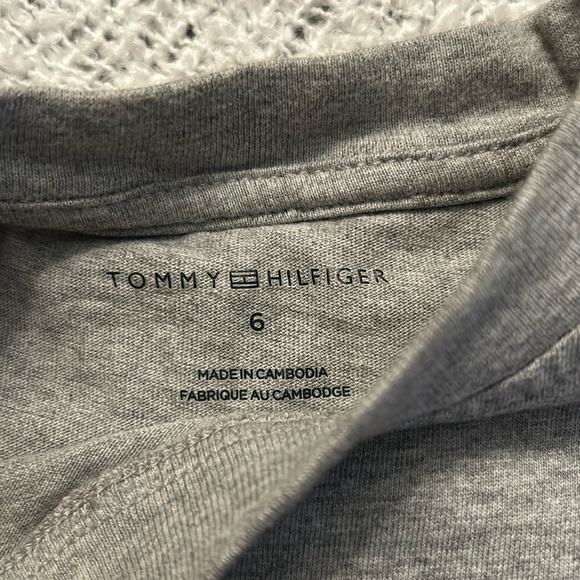 TOMMY HILFIGER
6
MADE IN CAMBODIA
FABRIQUE AU CAMBODGE